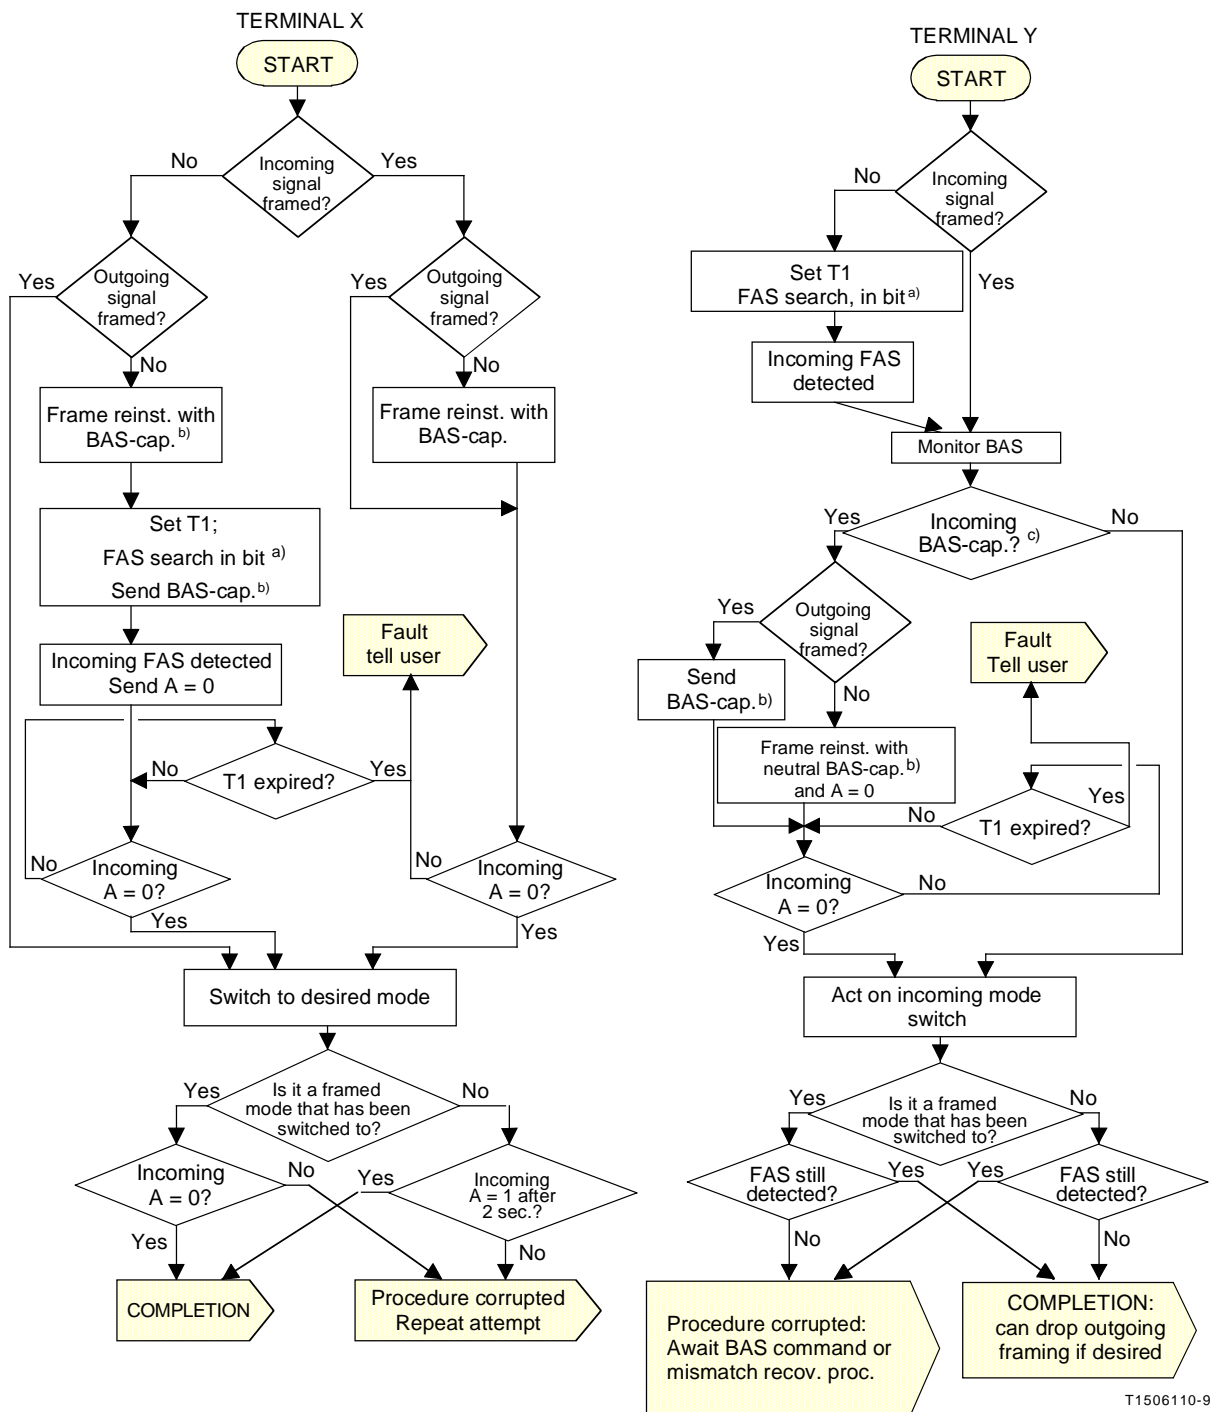 TERMINAL X
START
Incoming
signal
framed?
No
Yes
Outgoing
signal
framed?
Yes
No
Outgoing
signal
framed?
Yes
No
Frame reinst. with
BAS-cap. b)
Frame reinst. with
BAS-cap.
Set T1;
FAS search in bit a)
Send BAS-cap. b)
Incoming FAS detected
Send A = 0
Fault
tell user
No
T1 expired?
Yes
No
Incoming
A = 0?
Yes
No
Incoming
A = 0?
Yes
Switch to desired mode
Yes
Is it a framed
mode that has been
switched to?
No
Incoming
A = 0?
No
Yes
Yes
Incoming
A = 1 after
2 sec.?
No
COMPLETION
Procedure corrupted
Repeat attempt
TERMINAL Y
START
Incoming
signal
framed?
No
Yes
Set T1
FAS search, in bit a)
Incoming FAS
detected
Monitor BAS
Yes
Incoming
BAS-cap.? c)
No
Yes
Outgoing
signal
framed?
No
Send
BAS-cap. b)
Frame reinst. with
neutral BAS-cap. b)
and A = 0
Fault
Tell user
No
T1 expired?
Yes
Incoming
A = 0?
No
Yes
Act on incoming mode
switch
Yes
Is it a framed
mode that has been
switched to?
No
FAS still
detected?
Yes
No
Yes
FAS still
detected?
No
Procedure corrupted:
Await BAS command or
mismatch recov. proc.
COMPLETION:
can drop outgoing
framing if desired
T1506110-9